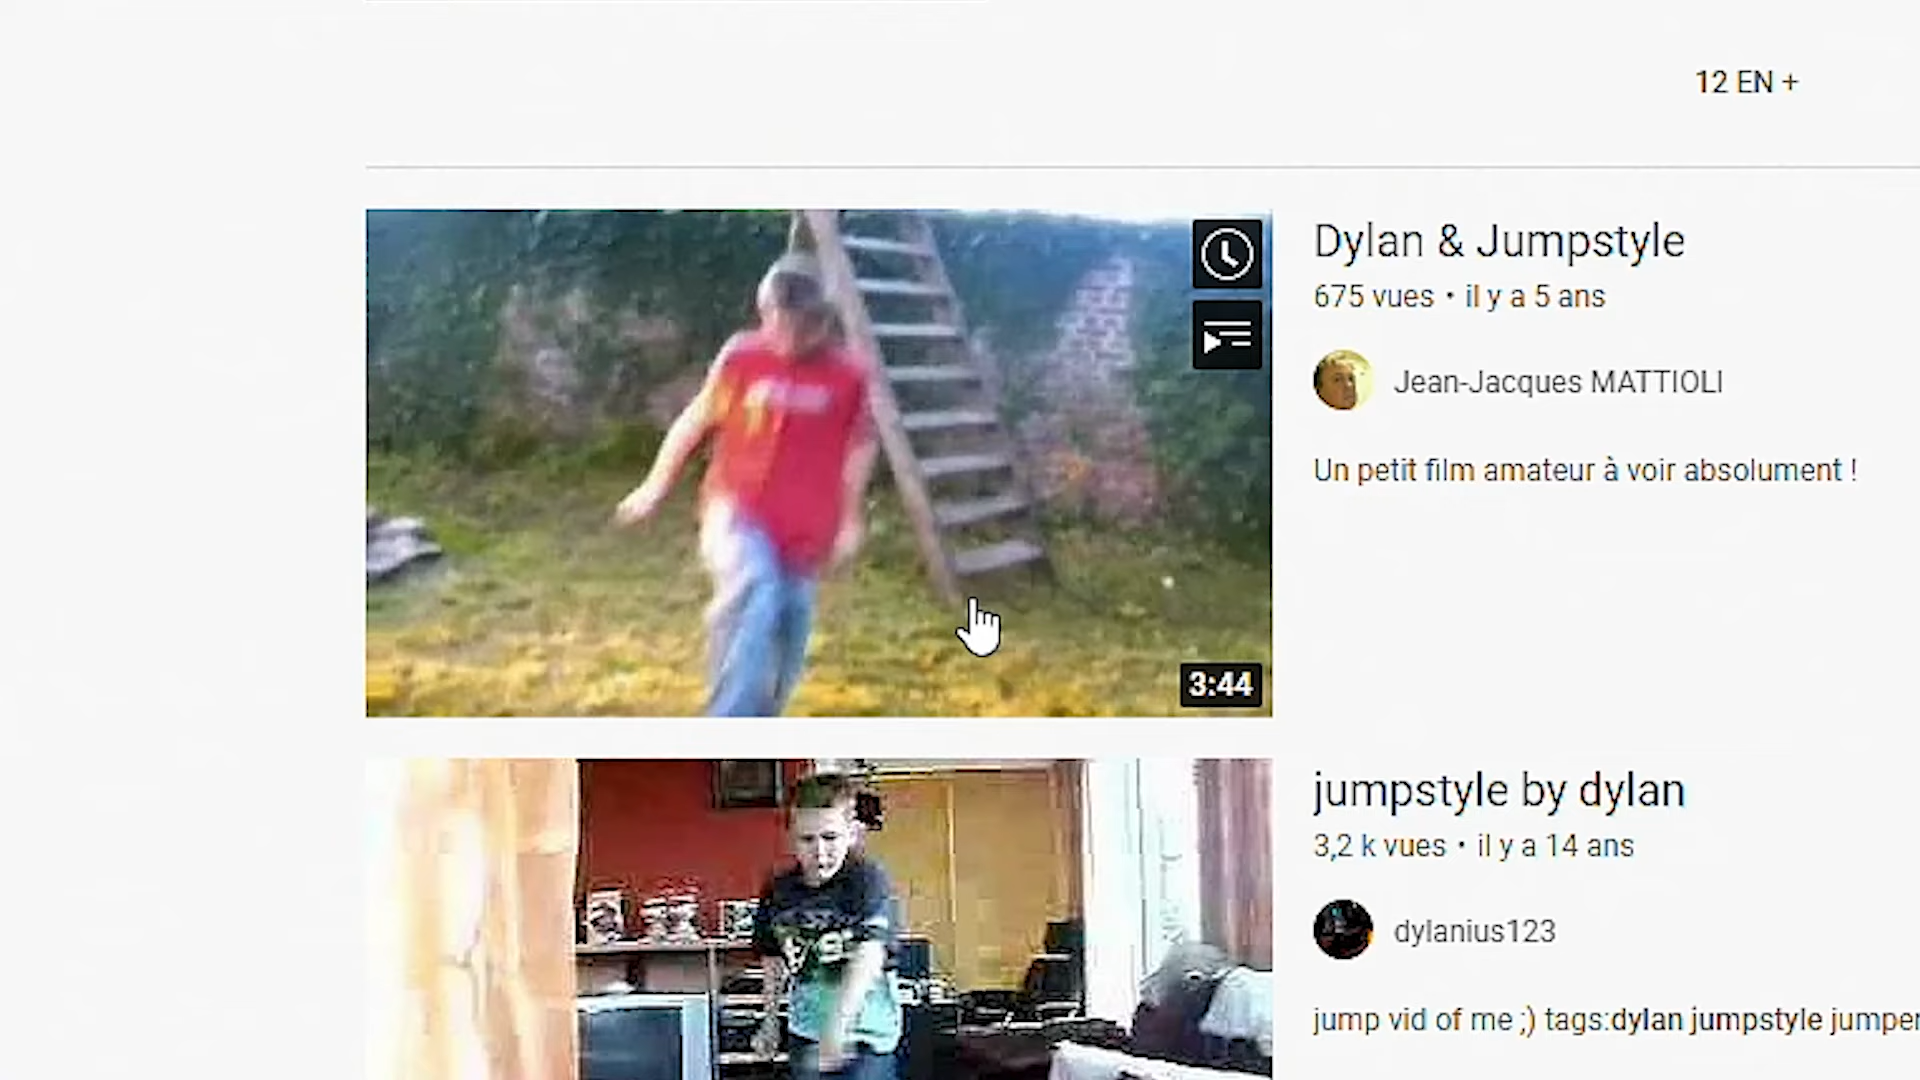 12 EN +
Dylan & Jumpstyle
675 vues • il y a 5 ans
Jean-Jacques MATTIOLI
Un petit film amateur à voir absolument !
3:44
jumpstyle by dylan
3,2 k vues • il y a 14 ans
dylanius123
jump vid of me ;) tags:dylan jumpstyle jumper